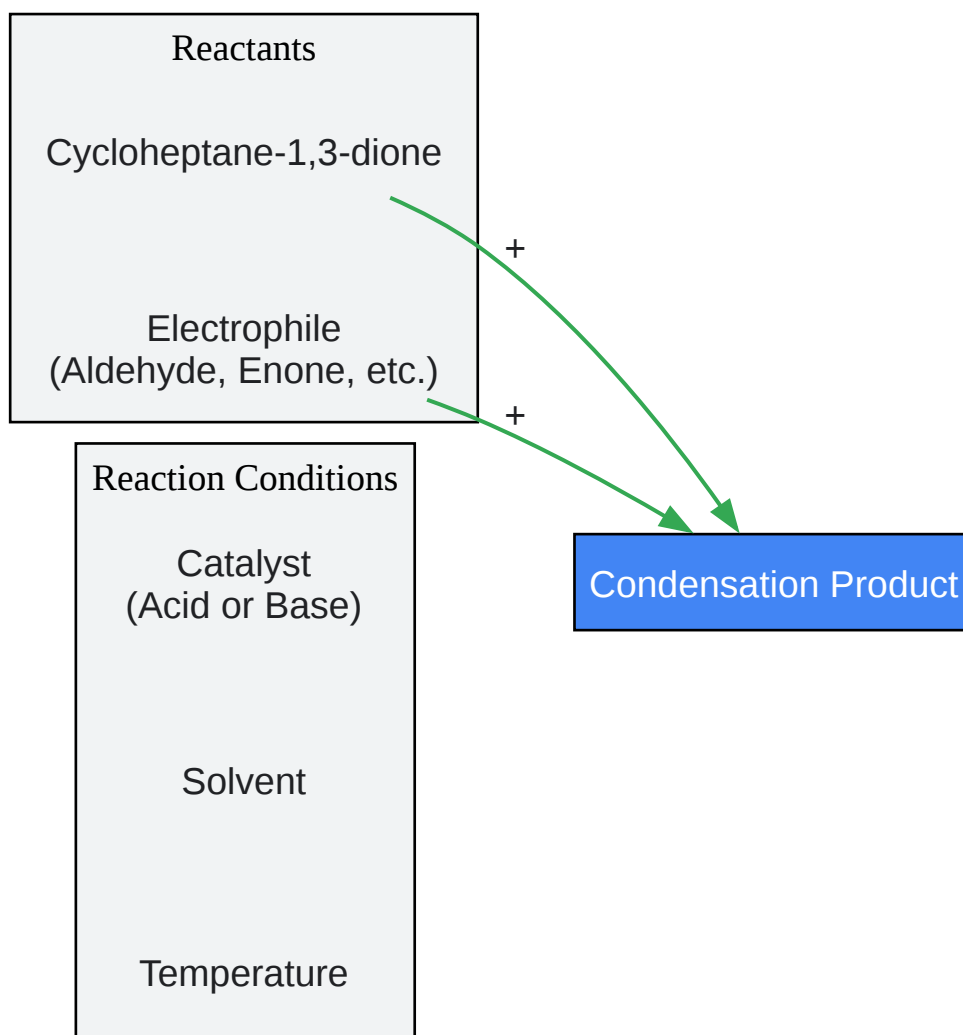 Reactants
Cycloheptane-1,3-dione
+
Electrophile
(Aldehyde, Enone, etc.)
+
Reaction Conditions
Catalyst
(Acid or Base)
Condensation Product
Solvent
Temperature